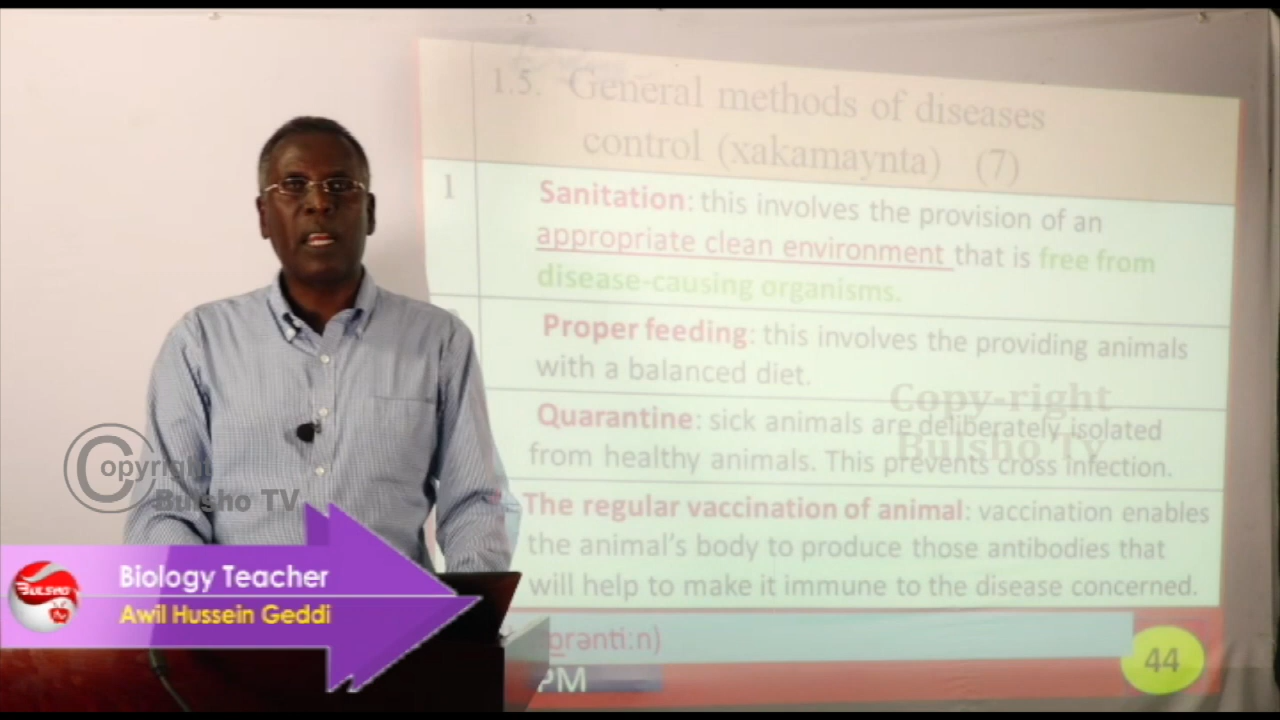 1.5. General methods of diseases
control (xakamaynta) (7)
1
Sanitation: this involves the provision of an
appropriate clean environment that is free from
disease-causing organisms.
Proper feeding: this involves the providing animals
with a balanced diet.
Quarantine: sick animals are deliberately isolated
from healthy animals. This prevents cross infection.
The regular vaccination of animal: vaccination enables
the animal's body to produce those antibodies that
will help to make it immune to the disease concerned.
PM
44
Copy-right
Bulsho Tv
Copyright
Bulsho TV
Bulsho
tv
Biology Teacher
Awil Hussein Geddi